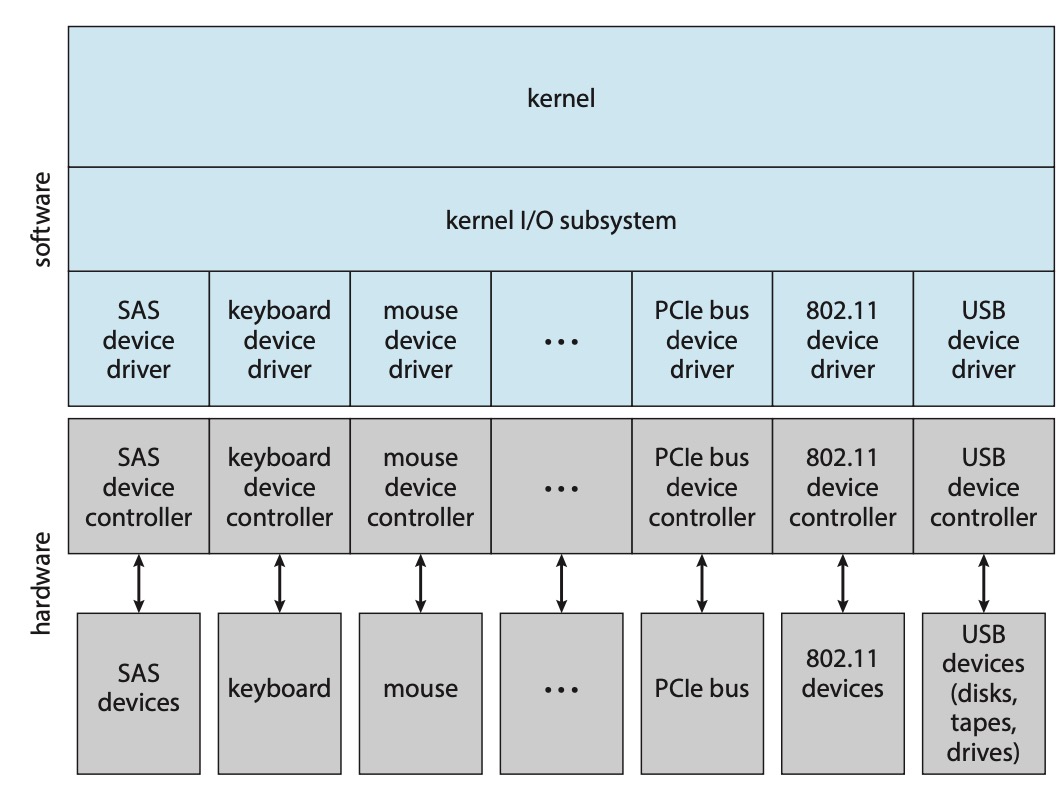 kernel
software
kernel I/O subsystem
SAS
device
driver
keyboard
device
driver
mouse
device
driver
...
PCIe bus
device
driver
802.11
device
driver
USB
device
driver
hardware
SAS
device
controller
keyboard
device
controller
mouse
device
controller
...
PCIe bus
device
controller
802.11
device
controller
USB
device
controller
SAS
devices
keyboard
mouse
...
PCIe bus
802.11
devices
USB
devices
(disks,
tapes,
drives)